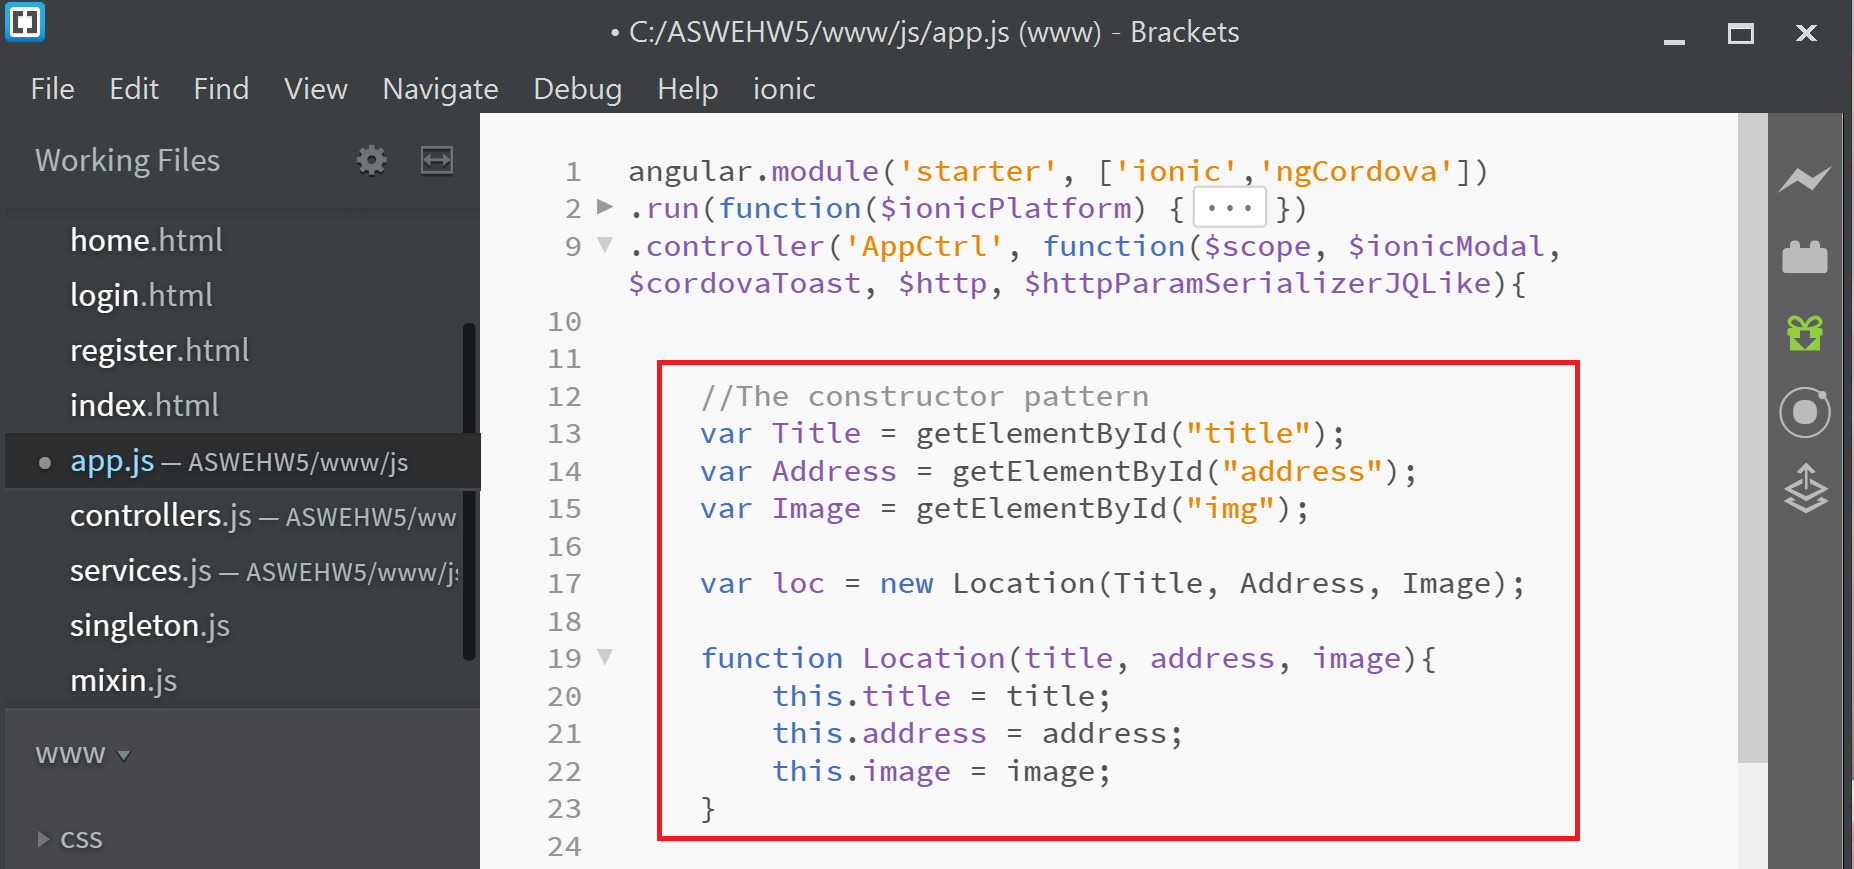 • C:/ASWEHW5/www/js/app.js (www) - Brackets
File Edit Find View Navigate Debug Help ionic
Working Files
home.html
login.html
register.html
index.html
app.js — ASWEHW5/www/js
controllers.js — ASWEHW5/ww
services.js — ASWEHW5/www/js
singleton.js
mixin.js
www
css
1 angular.module('starter', ['ionic','ngCordova'])
2 .run(function($ionicPlatform) { ... })
9 .controller('AppCtrl', function($scope, $ionicModal,
$cordovaToast, $http, $httpParamSerializerJQLike){
10
11
12 //The constructor pattern
13 var Title = getElementById("title");
14 var Address = getElementById("address");
15 var Image = getElementById("img");
16
17 var loc = new Location(Title, Address, Image);
18
19 function Location(title, address, image){
20 this.title = title;
21 this.address = address;
22 this.image = image;
23 }
24